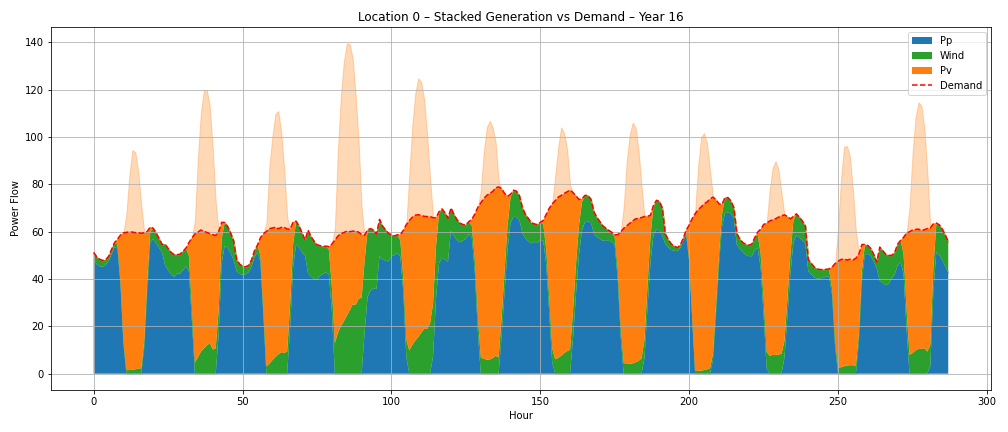 Location 0 – Stacked Generation vs Demand – Year 16
140
120
100
80
60
40
20
0
Power Flow
Pp
Wind
Pv
Demand
0
50
100
150
200
250
300
Hour